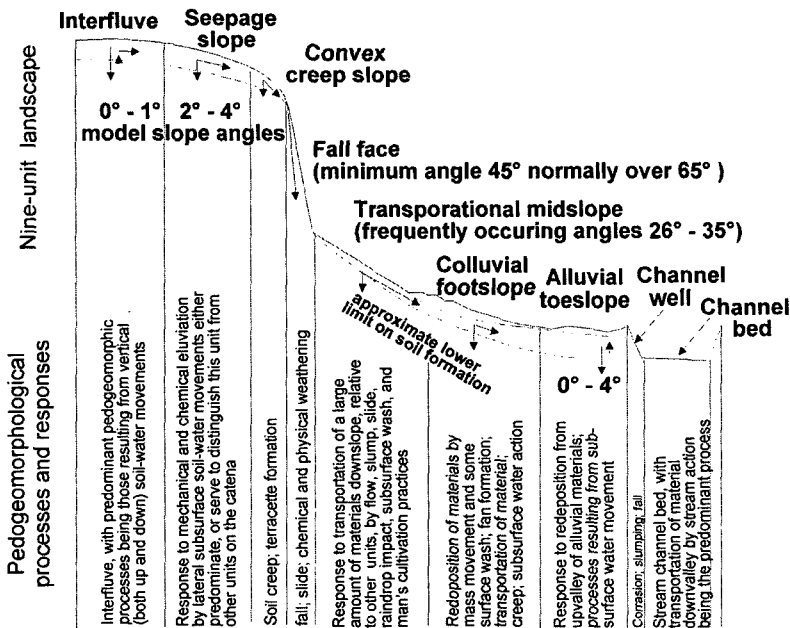 Interfluve
Seepage
slope
Convex
creep slope
0° - 1°
2° - 4°
model slope angles
Fall face
(minimum angle 45° normally over 65° )
Transporational midslope
(frequently occuring angles 26° - 35°)
Colluvial
footslope
Alluvial
toeslope
Channel
well
Channel
bed
approximate lower
limit on soil formation
0° - 4°
Nine-unit landscape
Pedogeomorphological
processes and responses
Interfluve, with predominant pedogeomorphic
processes being those resulting from vertical
(both up and down) soil-water movements)
Response to mechanical and chemical eluviation
by lateral subsurface soil-water movements either
predominate, or serve to distinguish this unit from
other units on the catena
Soil creep; terracette formation
fall; slide; chemical and physical weathering
Response to transportation of a large
amount of materials downslope, relative
to other units, by flow, slump, slide,
raindrop impact, subsurface wash, and
man's cultivation practices
Redoposition of materials by
mass movement and some
surface wash; fan formation;
transportation of material;
creep; subsurface water action
Response to redeposition from
upvalley of alluvial materials;
processes resulting from sub-
surface water movement
Corrasion; slumping; fall
Stream channel bed, with
transportation of material
downvalley by stream action
being the predominant process